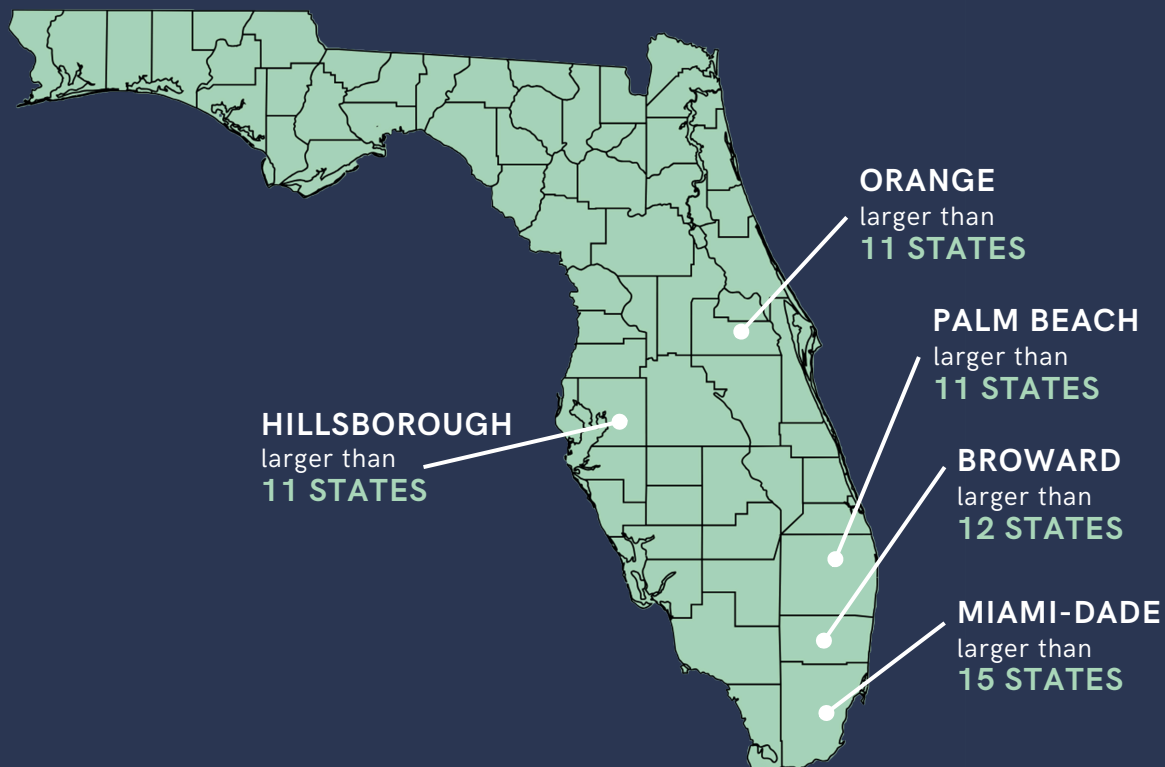 ORANGE
larger than
11 STATES
PALM BEACH
larger than
11 STATES
HILLSBOROUGH
larger than
11 STATES
BROWARD
larger than
12 STATES
MIAMI-DADE
larger than
15 STATES